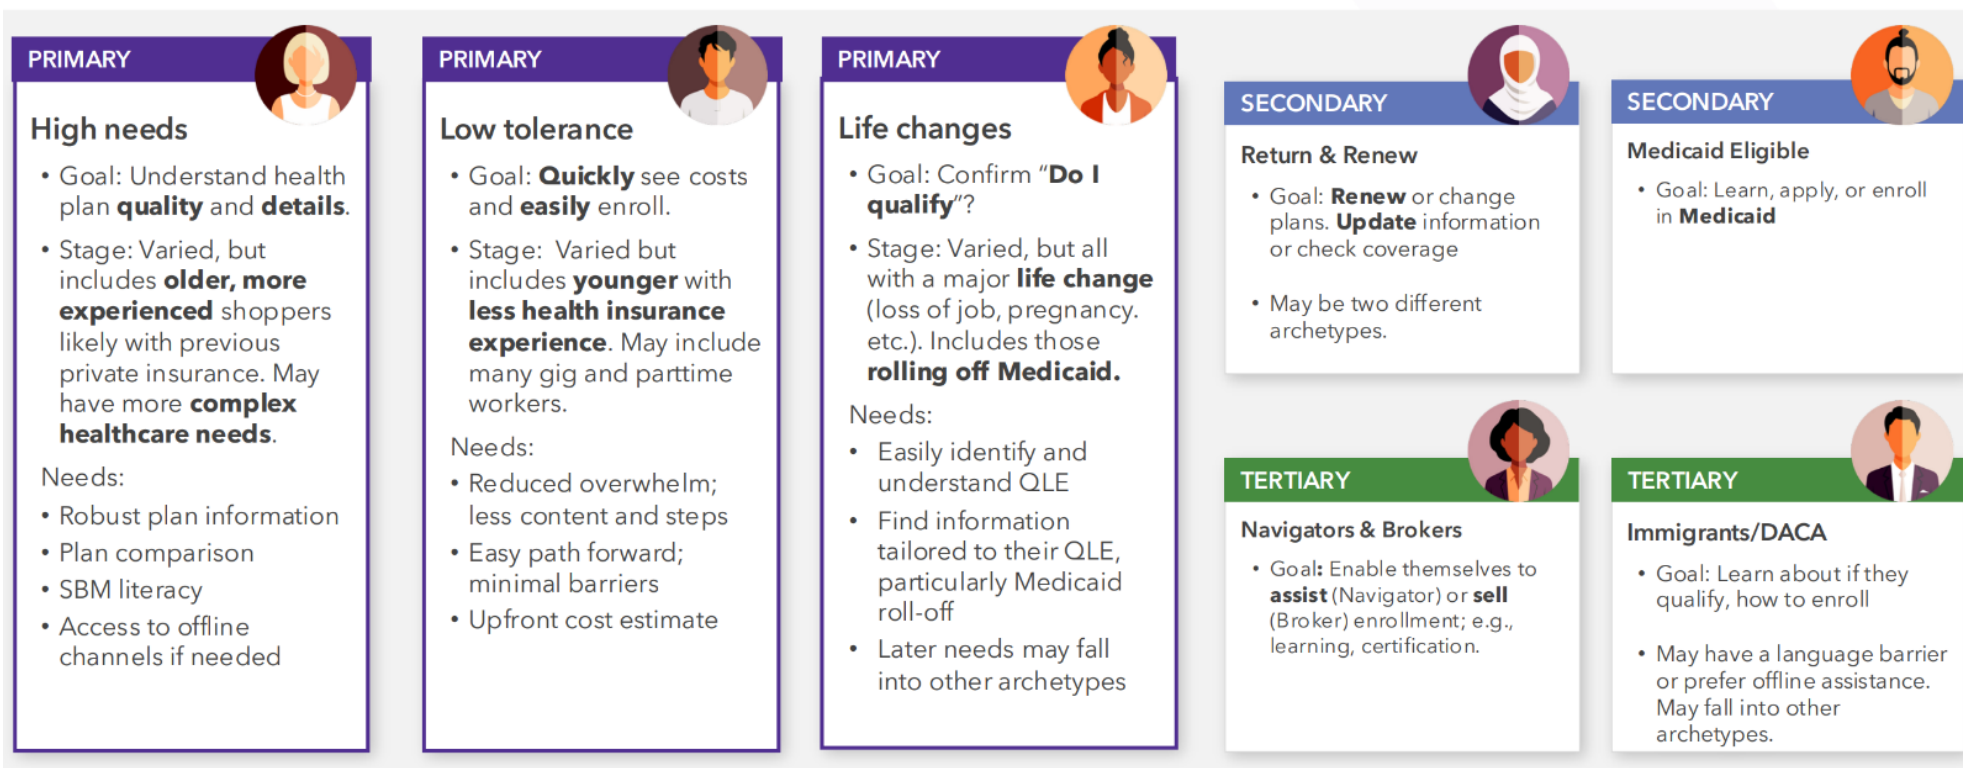 PRIMARY
High needs
• Goal: Understand health
plan quality and details.
• Stage: Varied, but
includes older, more
experienced shoppers
likely with previous
private insurance. May
have more complex
healthcare needs.
Needs:
• Robust plan information
• Plan comparison
• SBM literacy
• Access to offline
channels if needed
PRIMARY
Low tolerance
• Goal: Quickly see costs
and easily enroll.
• Stage: Varied but
includes younger with
less health insurance
experience. May include
many gig and parttime
workers.
Needs:
• Reduced overwhelm;
less content and steps
• Easy path forward;
minimal barriers
• Upfront cost estimate
PRIMARY
Life changes
• Goal: Confirm “Do I
qualify”?
• Stage: Varied, but all
with a major life change
(loss of job, pregnancy.
etc.). Includes those
rolling off Medicaid.
Needs:
• Easily identify and
understand QLE
• Find information
tailored to their QLE,
particularly Medicaid
roll-off
• Later needs may fall
into other archetypes
SECONDARY
Return & Renew
• Goal: Renew or change
plans. Update information
or check coverage
• May be two different
archetypes.
SECONDARY
Medicaid Eligible
• Goal: Learn, apply, or enroll
in Medicaid
TERTIARY
Navigators & Brokers
• Goal: Enable themselves to
assist (Navigator) or sell
(Broker) enrollment; e.g.,
learning, certification.
TERTIARY
Immigrants/DACA
• Goal: Learn about if they
qualify, how to enroll
• May have a language barrier
or prefer offline assistance.
May fall into other
archetypes.